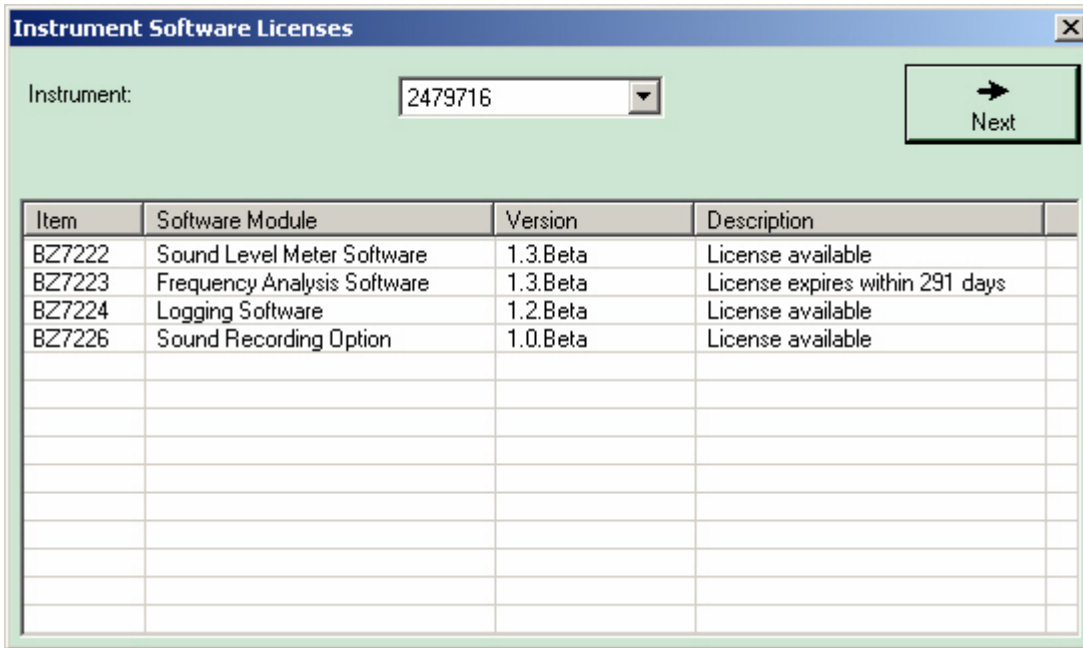 Instrument Software Licenses
Instrument: 2479716
Next
Item Software Module Version Description
BZ7222 Sound Level Meter Software 1.3.Beta License available
BZ7223 Frequency Analysis Software 1.3.Beta License expires within 291 days
BZ7224 Logging Software 1.2.Beta License available
BZ7226 Sound Recording Option 1.0.Beta License available